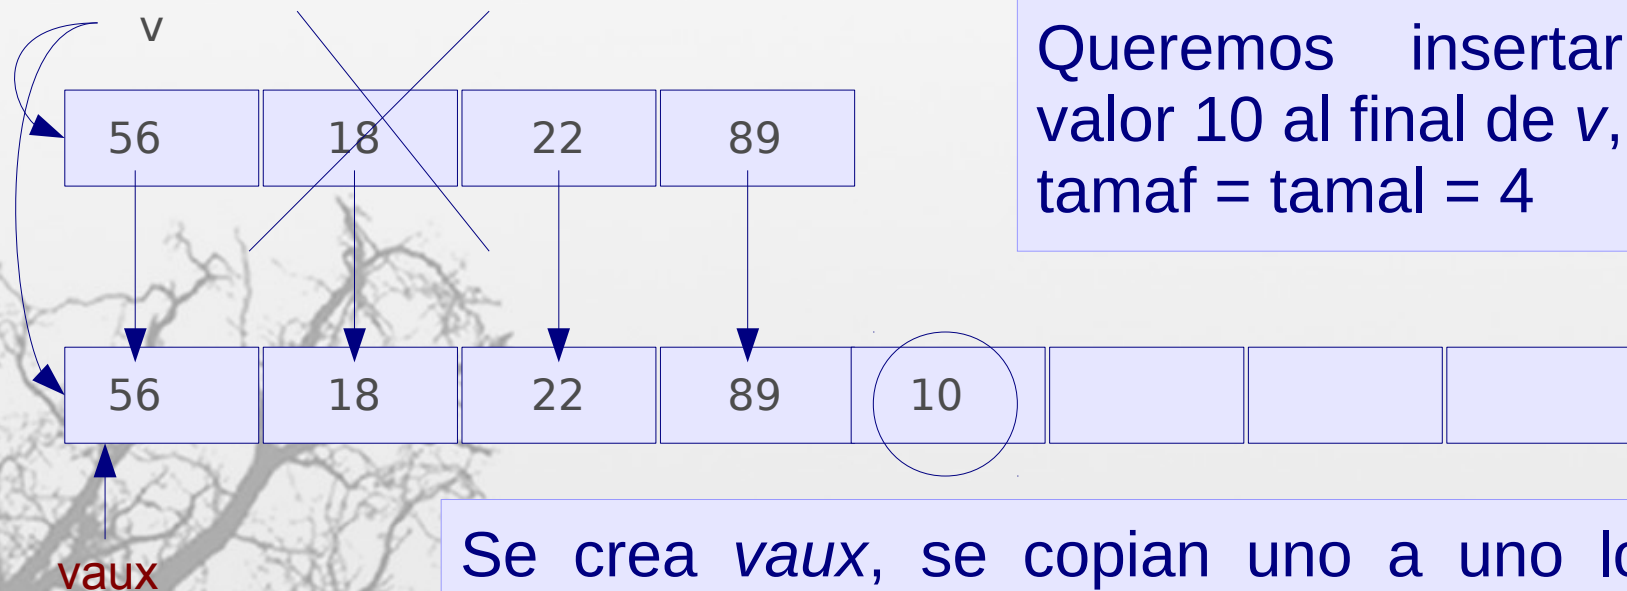 v
Queremos insertar
valor 10 al final de v,
tamaf = tamal = 4
56 18 22 89
56 18 22 89 10
vaux
Se crea vaux, se copian uno a uno